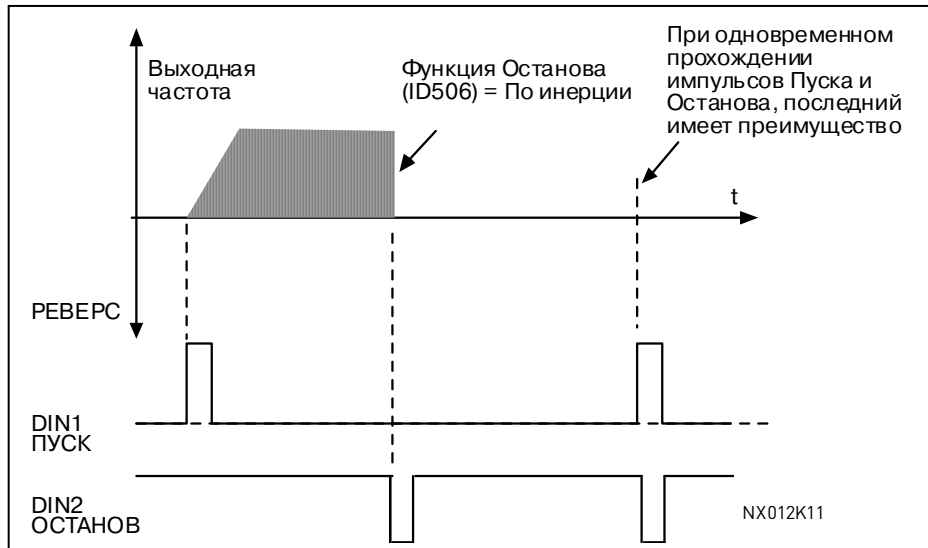 Выходная
частота
Функция Останова
(ID506) = По инерции
При одновременном
прохождении
импульсов Пуска и
Останова, последний
имеет преимущество
t
РЕВЕРС
DIN1
ПУСК
DIN2
ОСТАНОВ
NX012K11